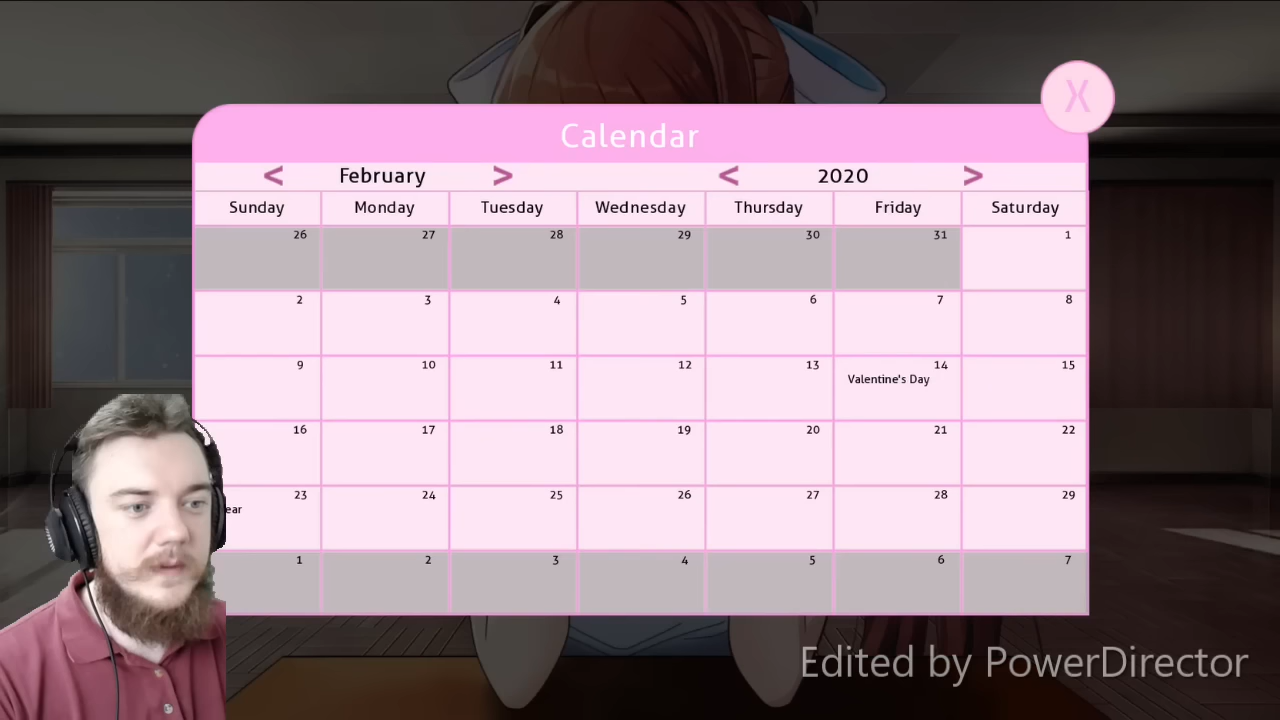 X
Calendar
< February > < 2020 >
Sunday Monday Tuesday Wednesday Thursday Friday Saturday
26 27 28 29 30 31 1
2 3 4 5 6 7 8
9 10 11 12 13 14 15
Valentine's Day
16 17 18 19 20 21 22
23 24 25 26 27 28 29
ear
1 2 3 4 5 6 7
Edited by PowerDirector